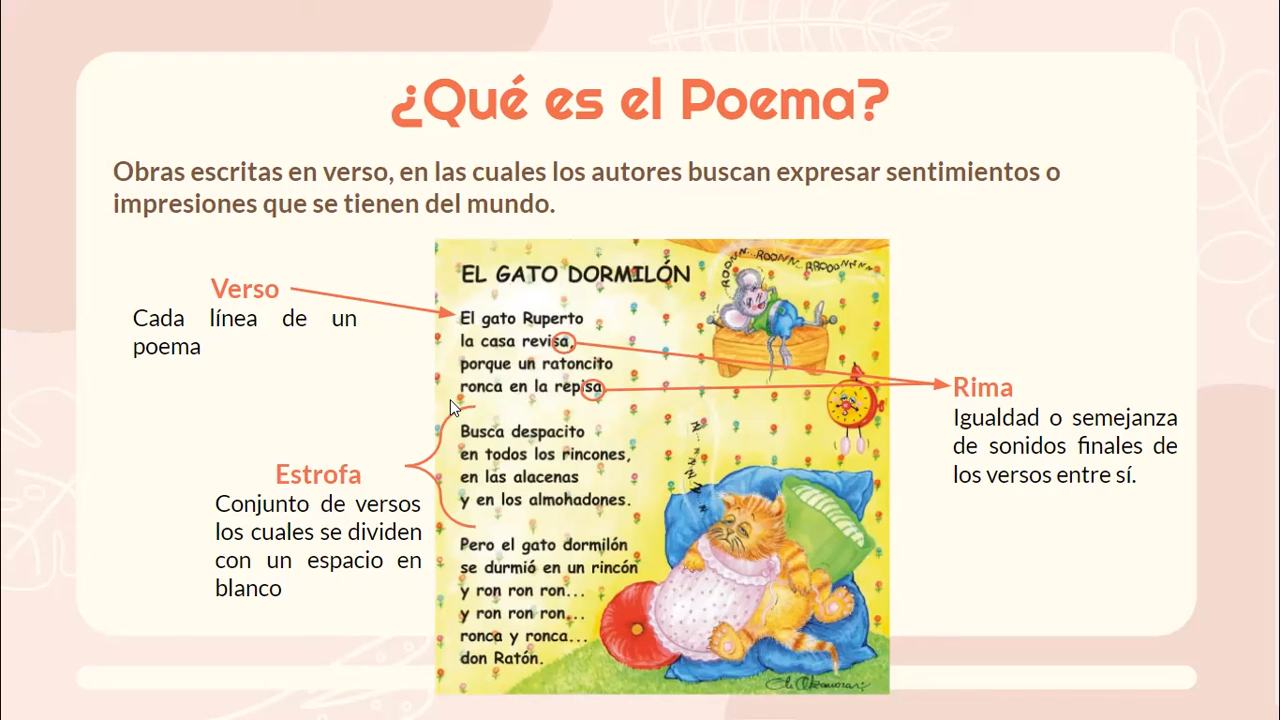 ¿Qué es el Poema?
Obras escritas en verso, en las cuales los autores buscan expresar sentimientos o
impresiones que se tienen del mundo.
Verso
Cada línea de un
poema
Estrofa
Conjunto de versos
los cuales se dividen
con un espacio en
blanco
EL GATO DORMILÓN
El gato Ruperto
la casa revisa,
porque un ratoncito
ronca en la repisa
Busca despacito
en todos los rincones,
en las alacenas
y en los almohadones.
Pero el gato dormilón
se durmió en un rincón
y ron ron ron...
y ron ron ron...
ronca y ronca...
don Ratón.
ROONN...ROONN...RROOONNNNN
Z...ZZZZ
Rima
Igualdad o semejanza
de sonidos finales de
los versos entre sí.